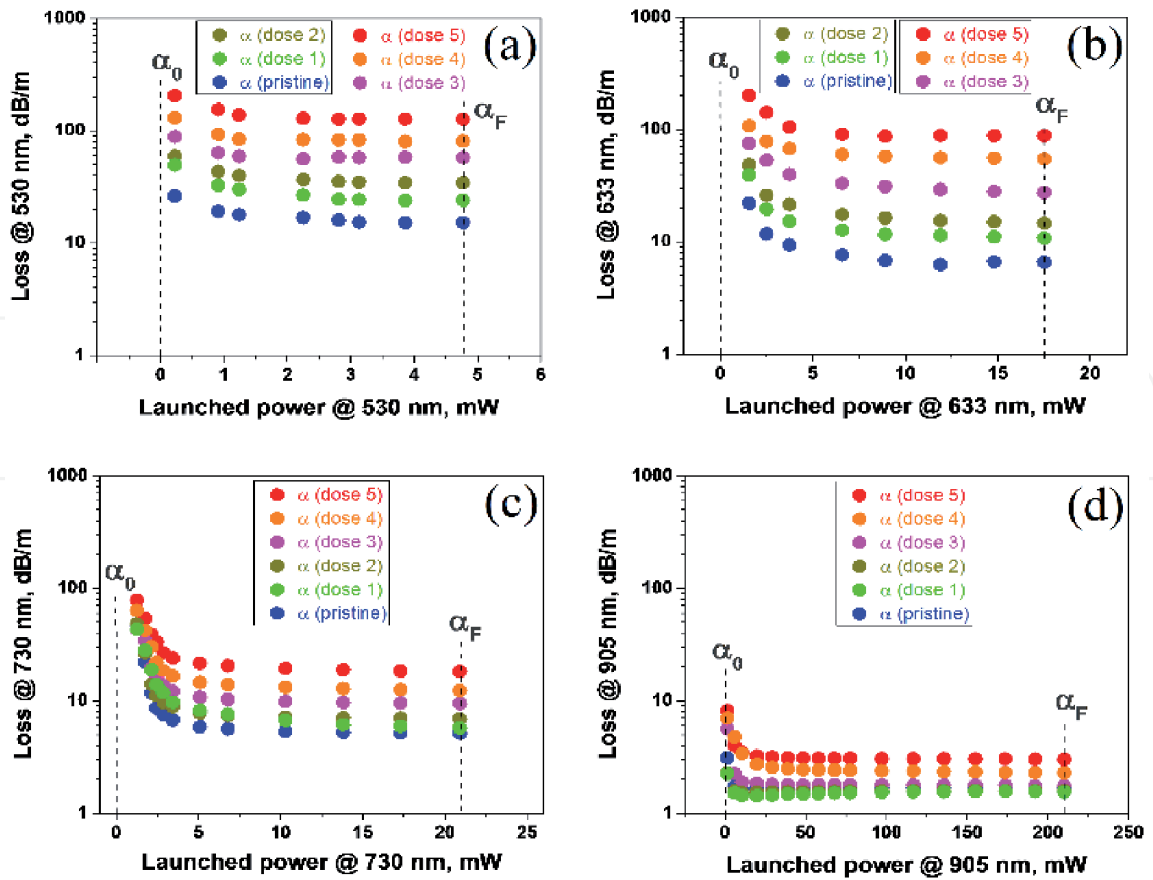 (a)
α (dose 2) α (dose 5)
α (dose 1) α (dose 4)
α (pristine) α (dose 3)
α0
αF
1000
100
10
1
Loss @ 530 nm, dB/m
0 1 2 3 4 5 6
Launched power @ 530 nm, mW
(b)
α (dose 2) α (dose 5)
α (dose 1) α (dose 4)
α (pristine) α (dose 3)
α0
αF
1000
100
10
1
Loss @ 633 nm, dB/m
0 5 10 15 20
Launched power @ 633 nm, mW
(c)
α (dose 5)
α (dose 4)
α (dose 3)
α (dose 2)
α (dose 1)
α (pristine)
α0
αF
1000
100
10
1
Loss @ 730 nm, dB/m
0 5 10 15 20 25
Launched power @ 730 nm, mW
(d)
α (dose 5)
α (dose 4)
α (dose 3)
α (dose 2)
α (dose 1)
α (pristine)
α0
αF
1000
100
10
1
Loss @ 905 nm, dB/m
0 50 100 150 200 250
Launched power @ 905 nm, mW